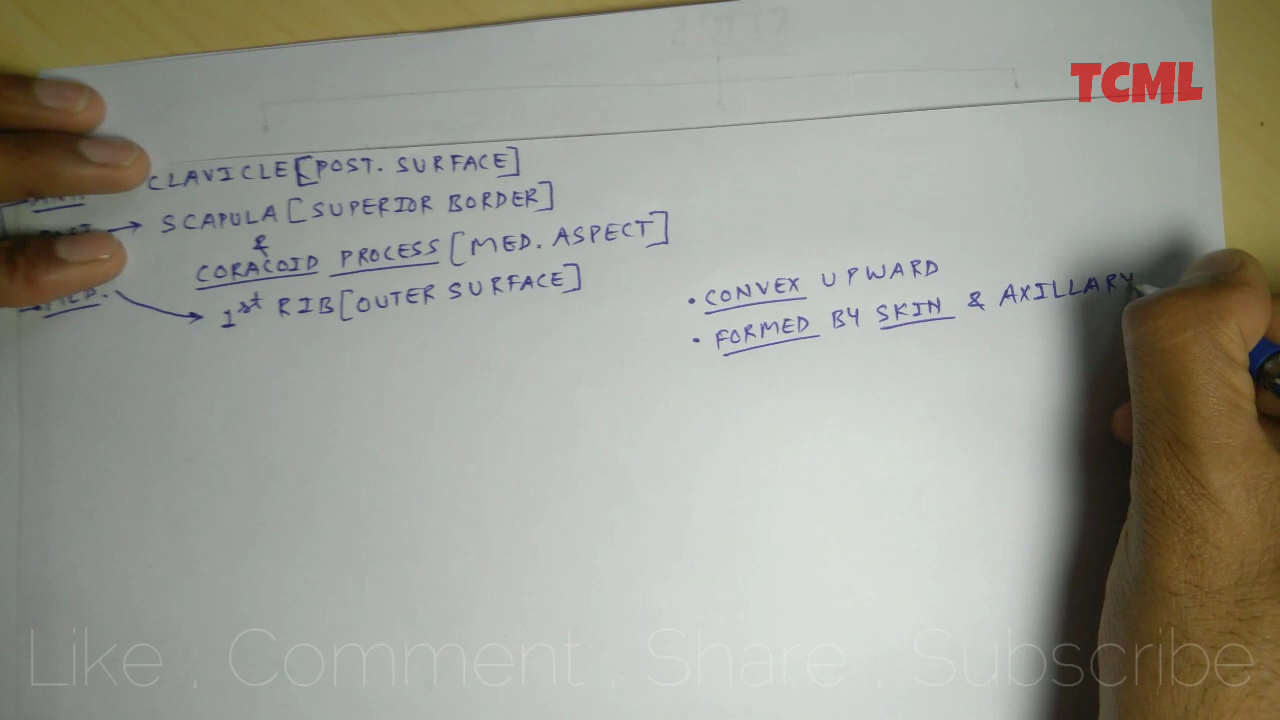 TCML
CLAVICLE [POST. SURFACE]
SCAPULA [SUPERIOR BORDER]
&
CORACOID PROCESS [MED. ASPECT]
1st RIB [OUTER SURFACE]
• CONVEX UPWARD
• FORMED BY SKIN & AXILLARY
Like , Comment , Share , Subscribe